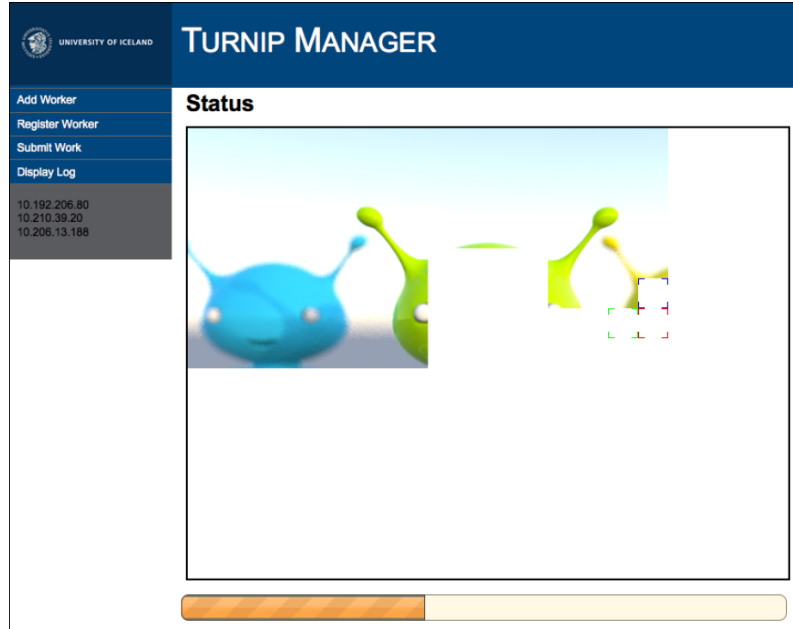 UNIVERSITY OF ICELAND
TURNIP MANAGER
Add Worker
Register Worker
Submit Work
Display Log
10.192.206.80
10.210.39.20
10.206.13.188
Status